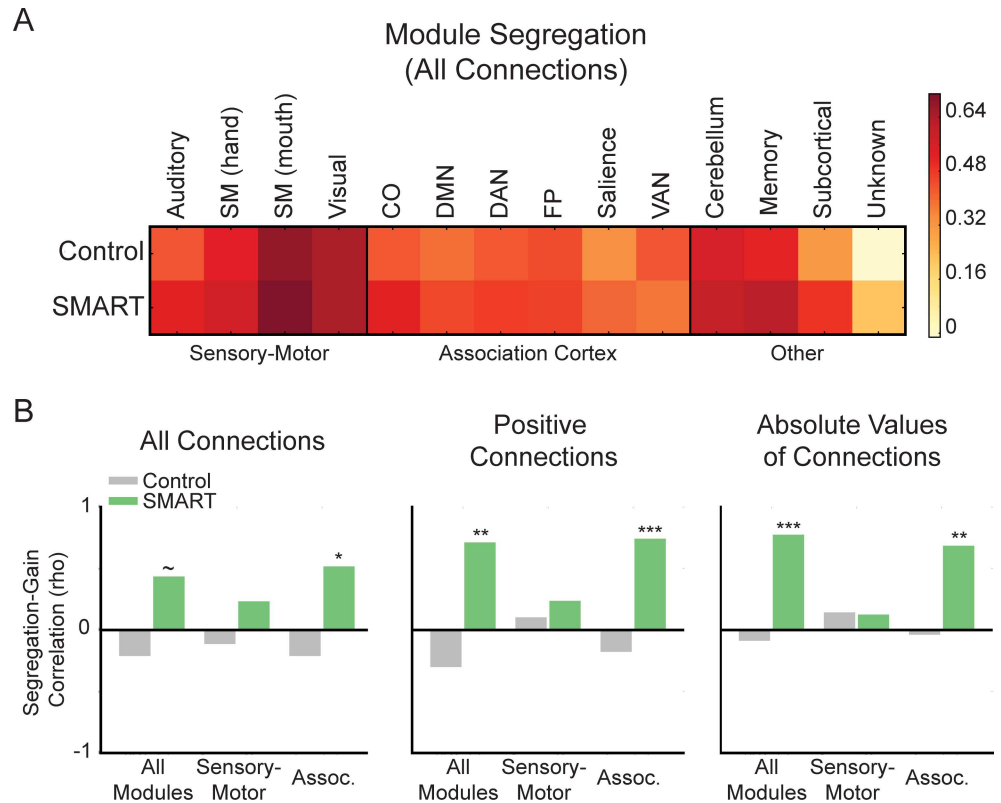 A
Module Segregation
(All Connections)
Auditory
SM (hand)
SM (mouth)
Visual
CO
DMN
DAN
FP
Salience
VAN
Cerebellum
Memory
Subcortical
Unknown
0.64
0.48
0.32
0.16
0
Control
SMART
Sensory-Motor
Association Cortex
Other
B
All Connections
Positive
Connections
Absolute Values
of Connections
Control
SMART
Segregation-Gain
Correlation (rho)
1
0
-1
~
*
**
***
***
**
All
Modules
Sensory-
Motor
Assoc.
All
Modules
Sensory-
Motor
Assoc.
All
Modules
Sensory-
Motor
Assoc.